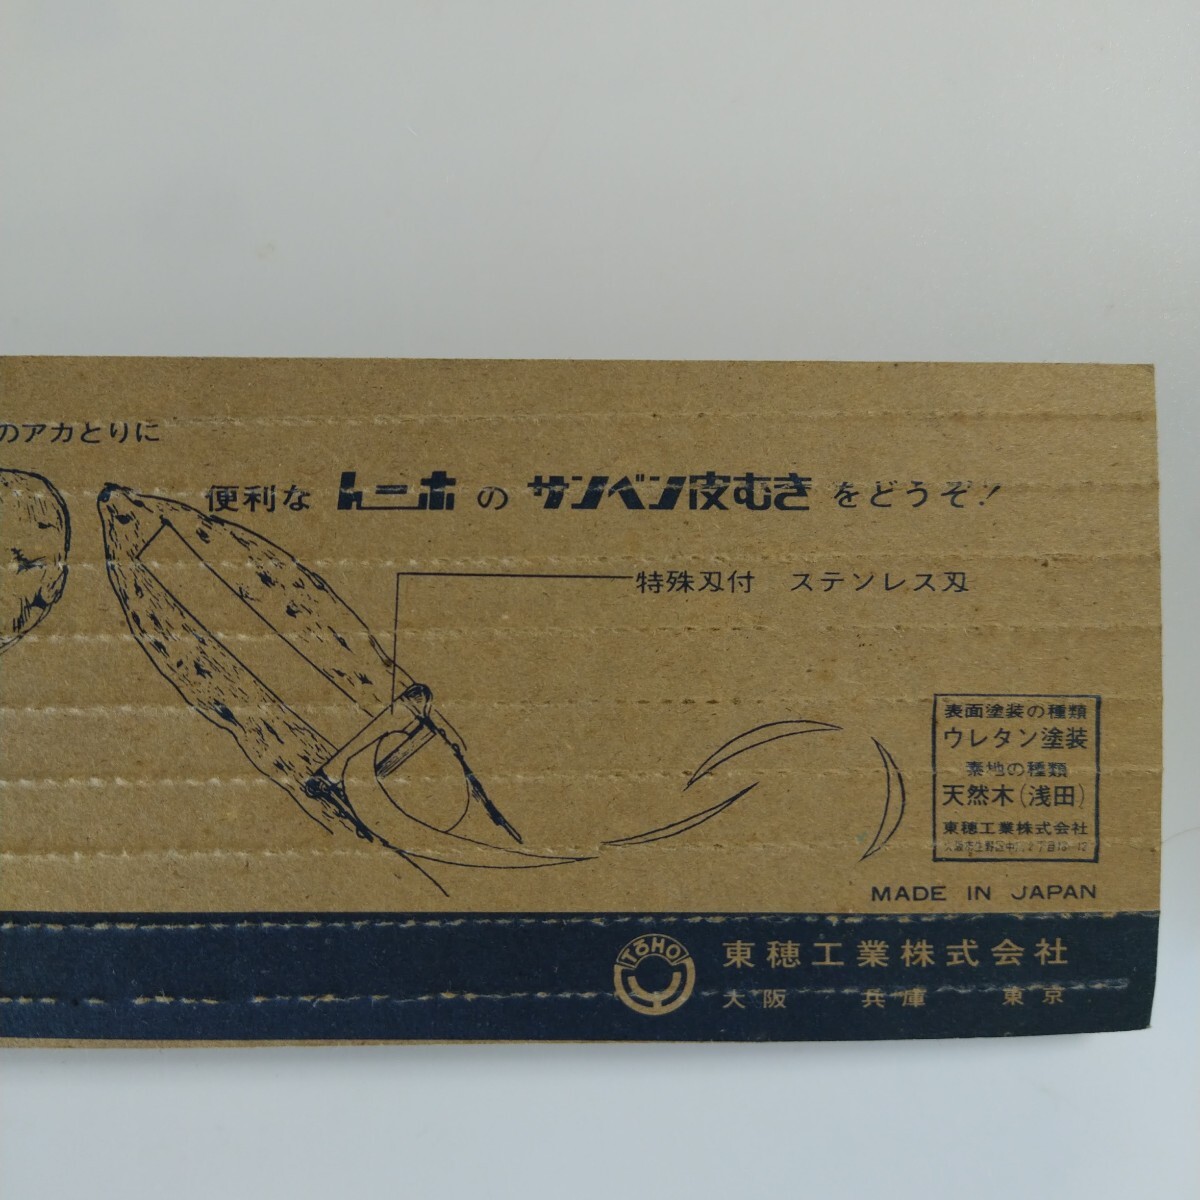 のアカとりに
便利な トーホ の サンベン皮むき をどうぞ!
特殊刃付 ステンレス刃
表面塗装の種類
ウレタン塗装
素地の種類
天然木(浅田)
東穂工業株式会社
MADE IN JAPAN
TōHO
東穂工業株式会社
大阪 兵庫 東京